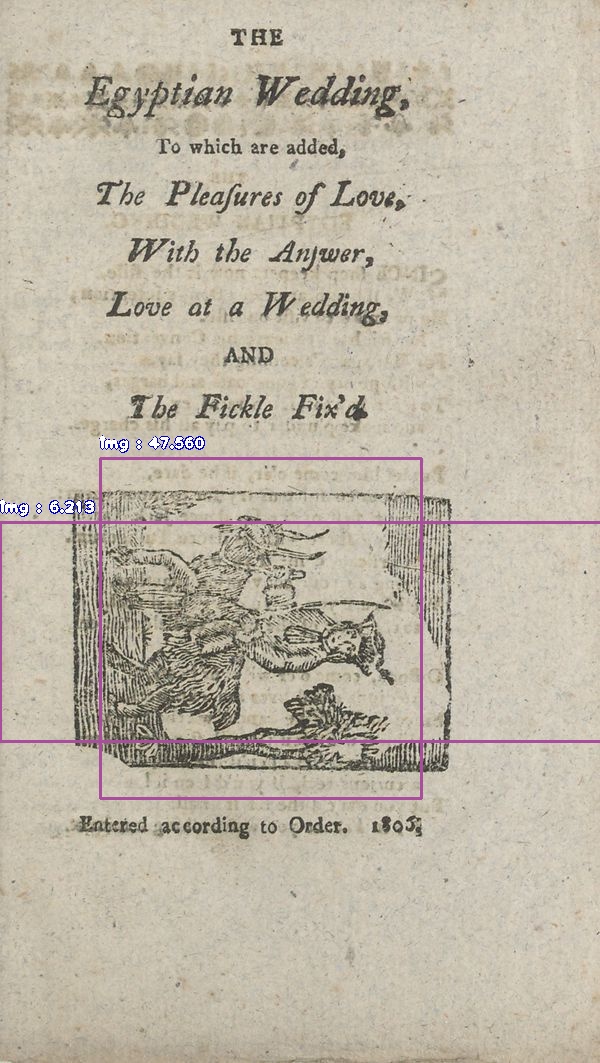 THE
Egyptian Wedding,
To which are added,
The Pleaſures of Love,
With the Anſwer,
Love at a Wedding,
AND
The Fickle Fix'd.
img : 47.560
img : 6.213
Entered according to Order. 1805.